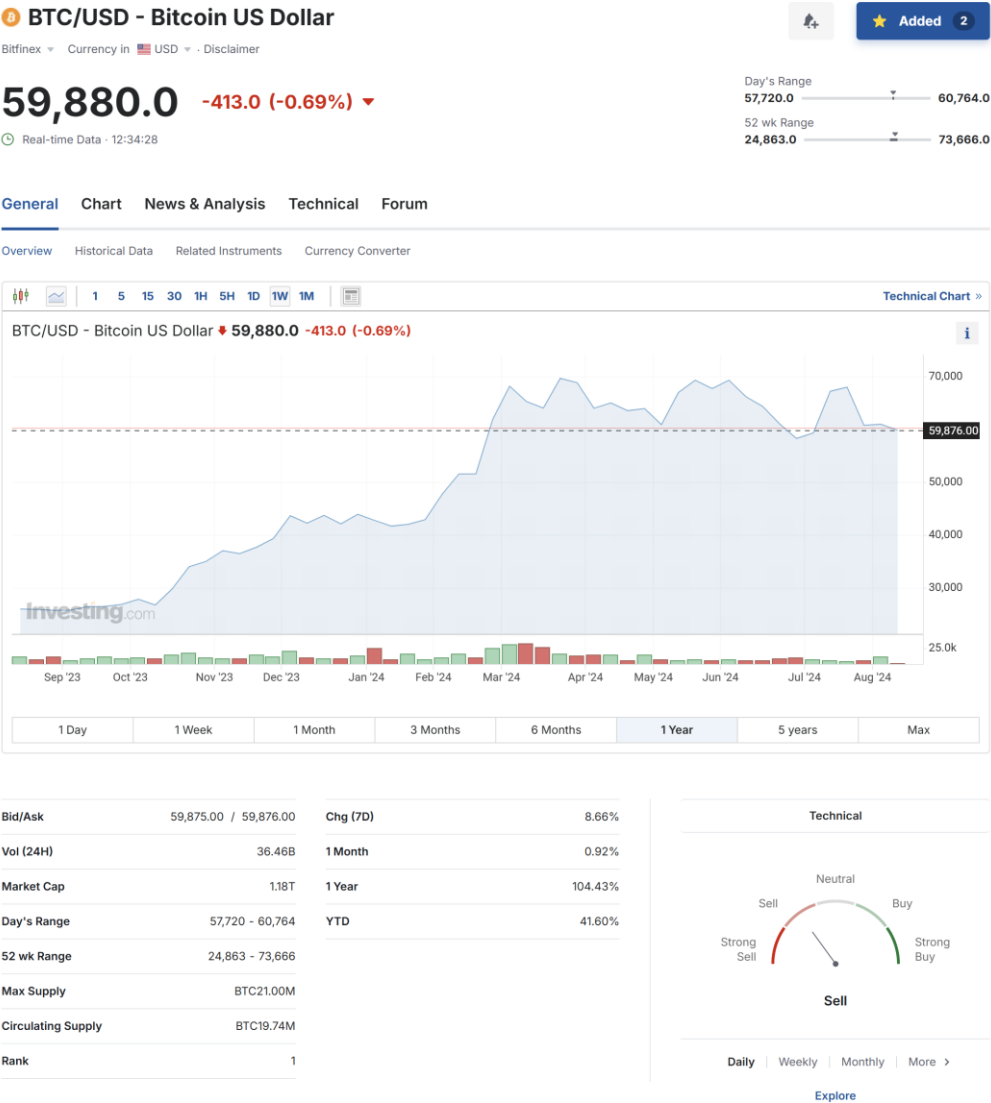 BTC/USD - Bitcoin US Dollar
Added 2
Bitfinex Currency in USD · Disclaimer
59,880.0 -413.0 (-0.69%)
Real-time Data · 12:34:28
Day's Range
57,720.0 60,764.0
52 wk Range
24,863.0 73,666.0
General Chart News & Analysis Technical Forum
Overview Historical Data Related Instruments Currency Converter
1 5 15 30 1H 5H 1D 1W 1M
Technical Chart »
BTC/USD - Bitcoin US Dollar 59,880.0 -413.0 (-0.69%)
i
70,000
59,876.00
50,000
40,000
30,000
Investing.com
25.0k
Sep '23 Oct '23 Nov '23 Dec '23 Jan '24 Feb '24 Mar '24 Apr '24 May '24 Jun '24 Jul '24 Aug '24
1 Day 1 Week 1 Month 3 Months 6 Months 1 Year 5 years Max
Bid/Ask 59,875.00 / 59,876.00
Vol (24H) 36.46B
Market Cap 1.18T
Day's Range 57,720 - 60,764
52 wk Range 24,863 - 73,666
Max Supply BTC21.00M
Circulating Supply BTC19.74M
Rank 1
Chg (7D) 8.66%
1 Month 0.92%
1 Year 104.43%
YTD 41.60%
Technical
Neutral
Sell Buy
Strong Sell
Strong Buy
Sell
Daily Weekly Monthly More
Explore